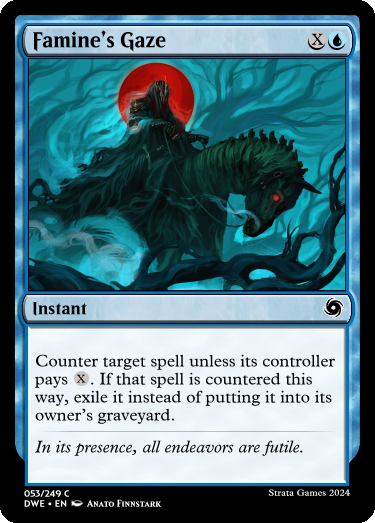 Famine's Gaze X
Instant
Counter target spell unless its controller
pays X. If that spell is countered this
way, exile it instead of putting it into its
owner's graveyard.
In its presence, all endeavors are futile.
053/249 C Strata Games 2024
DWE • EN Anato Finnstark